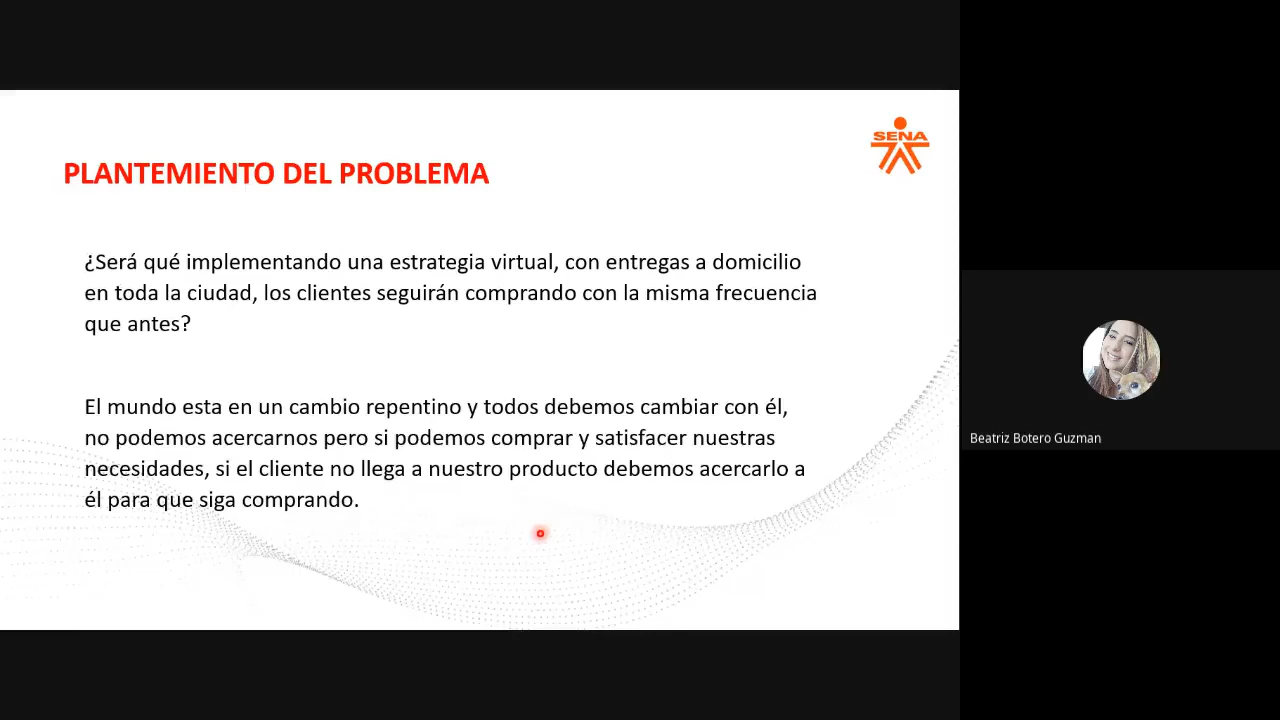 SENA
PLANTEMIENTO DEL PROBLEMA
¿Será qué implementando una estrategia virtual, con entregas a domicilio
en toda la ciudad, los clientes seguirán comprando con la misma frecuencia
que antes?
El mundo esta en un cambio repentino y todos debemos cambiar con él,
no podemos acercarnos pero si podemos comprar y satisfacer nuestras
necesidades, si el cliente no llega a nuestro producto debemos acercarlo a
él para que siga comprando.
Beatriz Botero Guzman